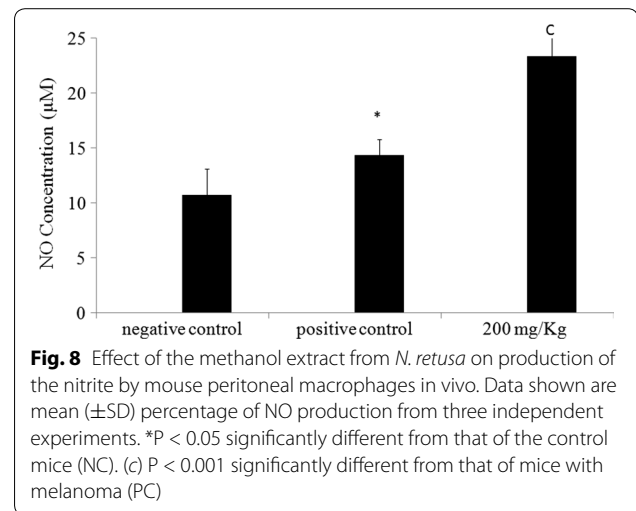 25
20
15
10
5
0
NO Concentration (µM)
*
c
negative control
positive control
200 mg/Kg
Fig. 8 Effect of the methanol extract from N. retusa on production of
the nitrite by mouse peritoneal macrophages in vivo. Data shown are
mean (±SD) percentage of NO production from three independent
experiments. *P < 0.05 significantly different from that of the control
mice (NC). (c) P < 0.001 significantly different from that of mice with
melanoma (PC)